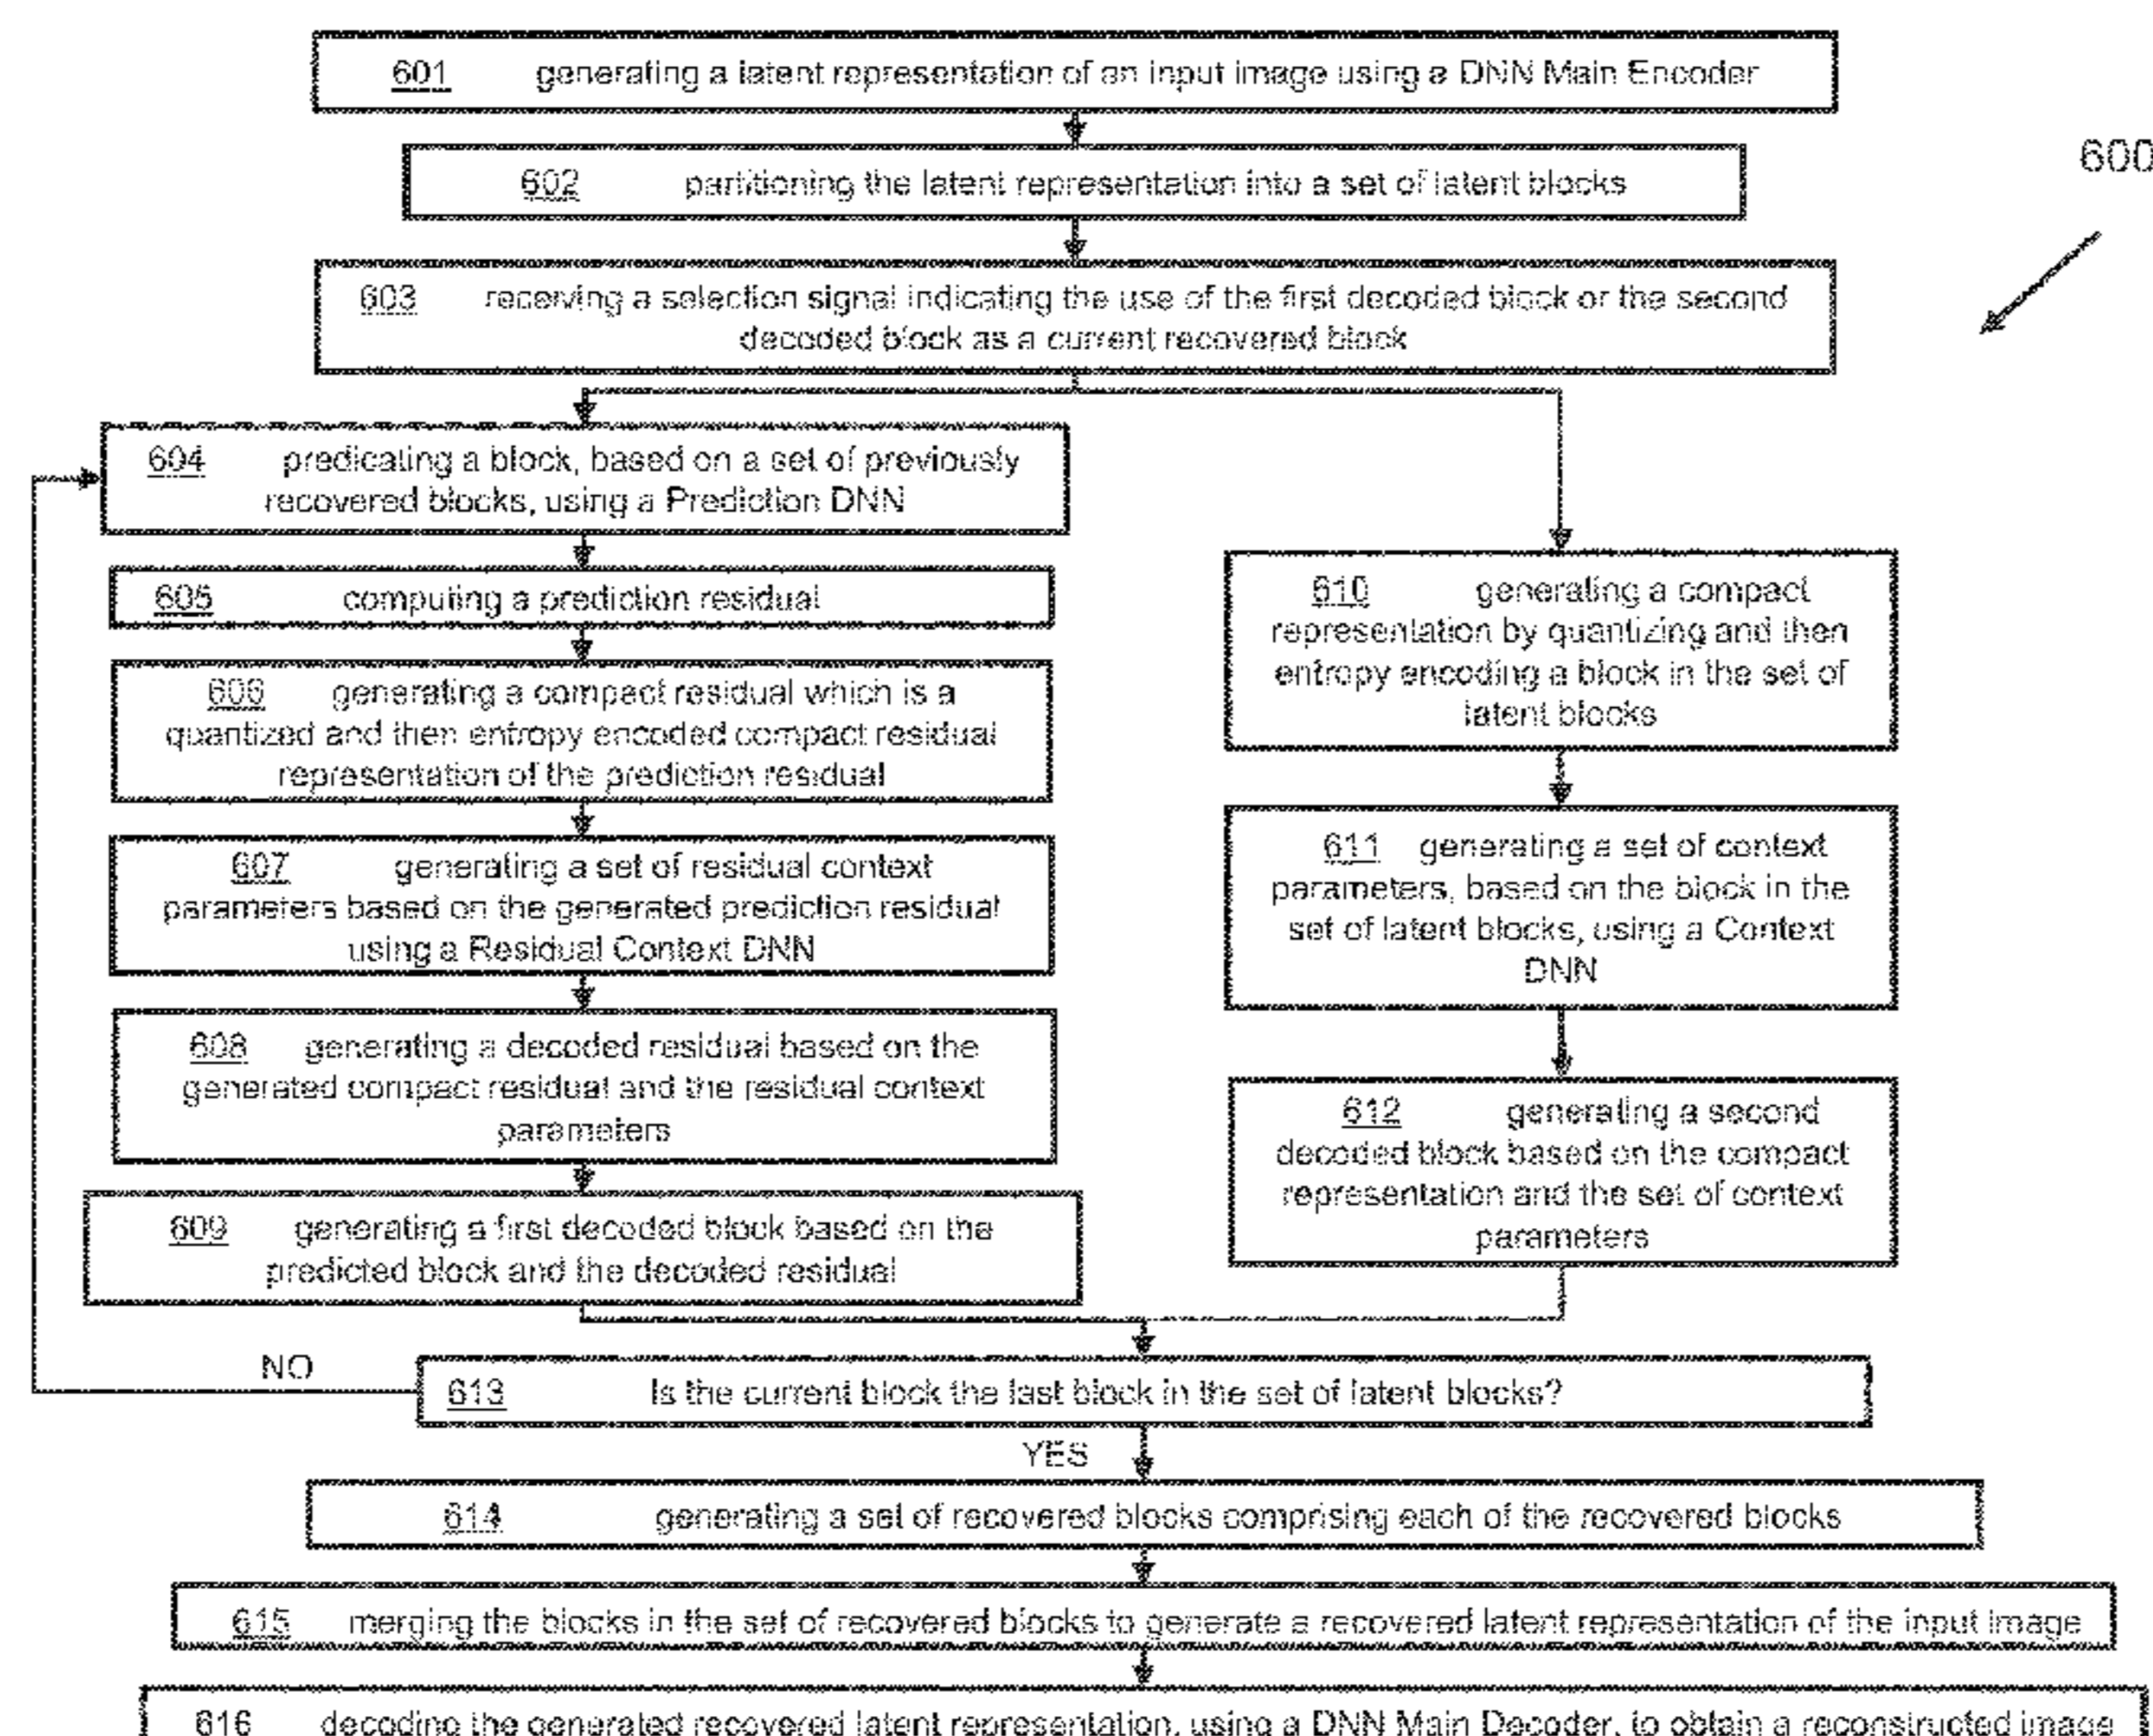 601 generating a latent representation of an input image using a DNN Main Encoder
602 partitioning the latent representation into a set of latent blocks
600
603 receiving a selection signal indicating the use of the first decoded block or the second
decoded block as a current recovered block
604 predicating a block, based on a set of previously
recovered blocks, using a Prediction DNN
605 computing a prediction residual
606 generating a compact residual which is a
quantized and then entropy encoded compact residual
representation of the prediction residual
607 generating a set of residual context
parameters based on the generated prediction residual
using a Residual Context DNN
608 generating a decoded residual based on the
generated compact residual and the residual context
parameters
609 generating a first decoded block based on the
predicted block and the decoded residual
610 generating a compact
representation by quantizing and then
entropy encoding a block in the set of
latent blocks
611 generating a set of context
parameters, based on the block in the
set of latent blocks, using a Context
DNN
612 generating a second
decoded block based on the compact
representation and the set of context
parameters
NO
613 Is the current block the last block in the set of latent blocks?
YES
614 generating a set of recovered blocks comprising each of the recovered blocks
615 merging the blocks in the set of recovered blocks to generate a recovered latent representation of the input image
616 decoding the generated recovered latent representation, using a DNN Main Decoder, to obtain a reconstructed image